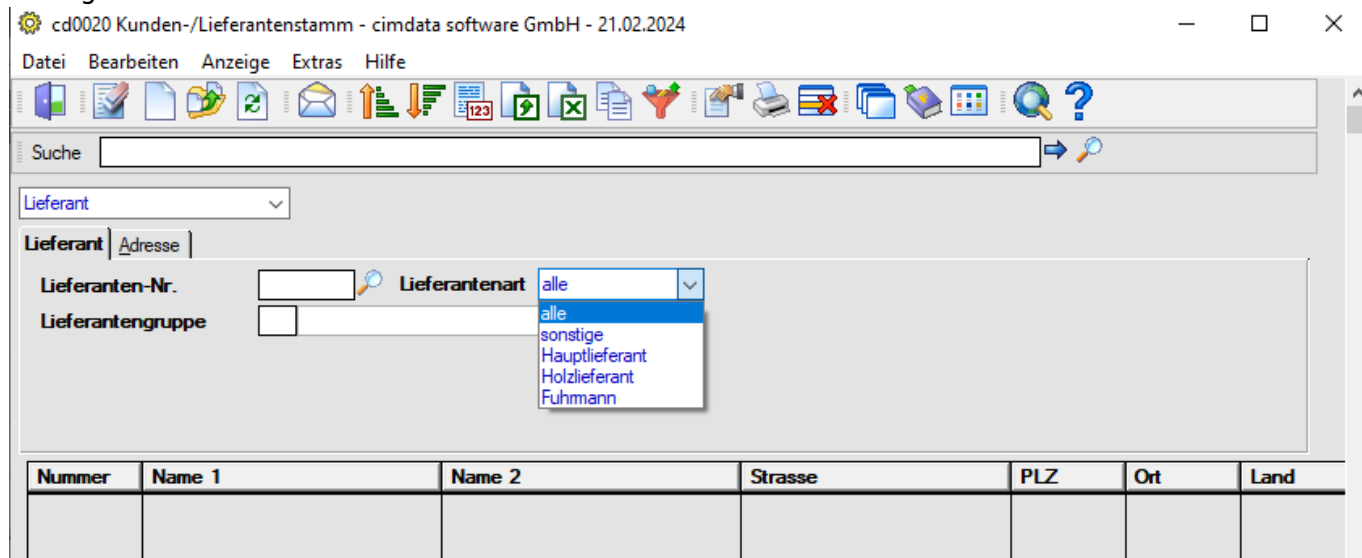 cd0020 Kunden-/Lieferantenstamm - cimdata software GmbH - 21.02.2024
Datei Bearbeiten Anzeige Extras Hilfe
123
?
Suche
Lieferant
Lieferant Adresse
Lieferanten-Nr. Lieferantenart alle
Lieferantengruppe
alle
sonstige
Hauptlieferant
Holzlieferant
Fuhrmann
Nummer Name 1 Name 2 Strasse PLZ Ort Land